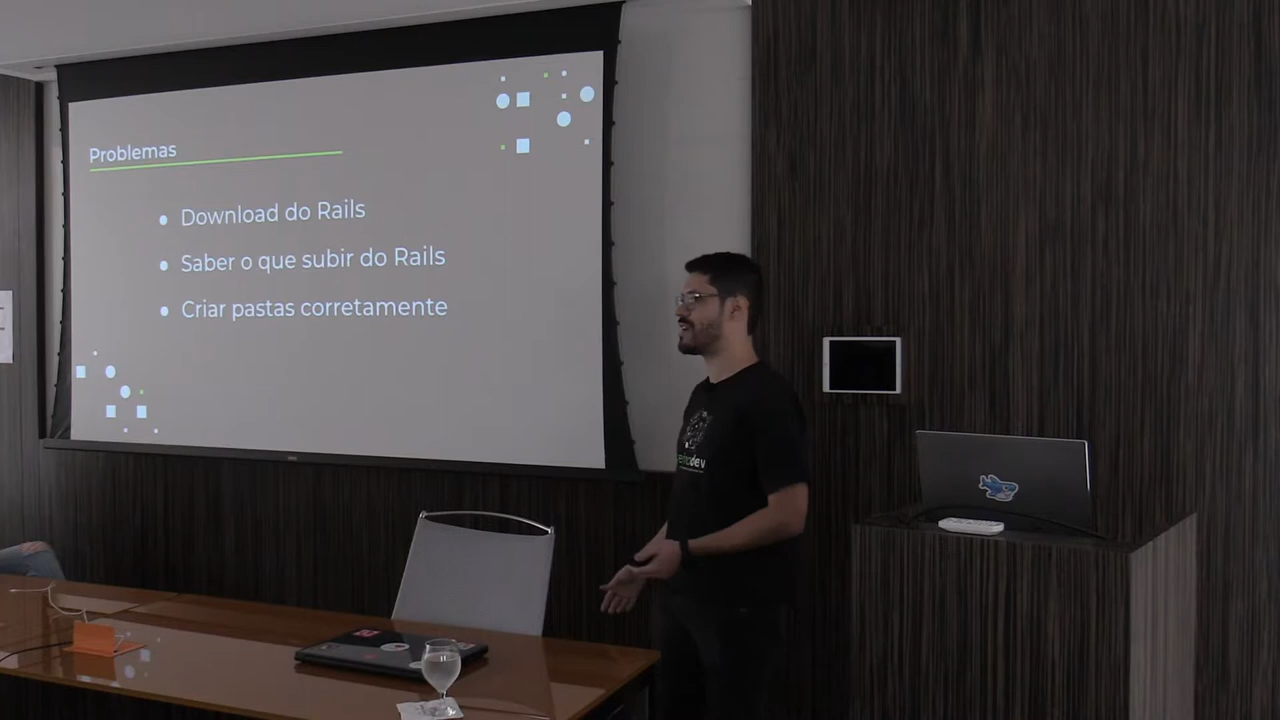 Problemas
Download do Rails
Saber o que subir do Rails
Criar pastas corretamente